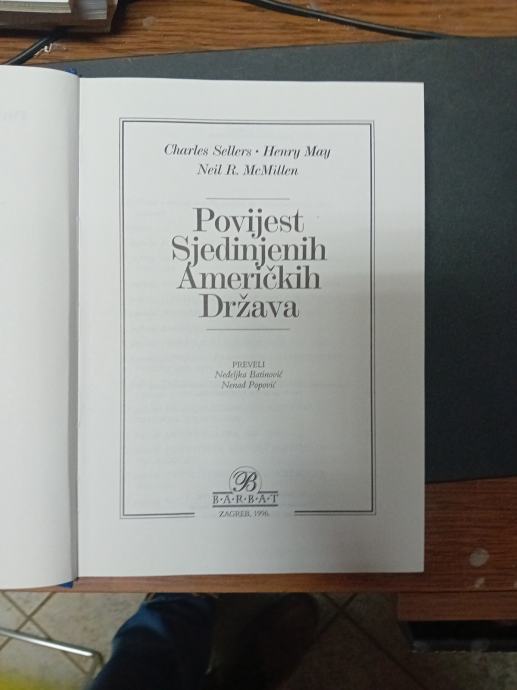 Charles Sellers • Henry May
Neil R. McMillen
Povijest
Sjedinjenih
Američkih
Država
PREVELI
Nedeljka Batinović
Nenad Popović
B
B·A·R·B·A·T
ZAGREB, 1996.